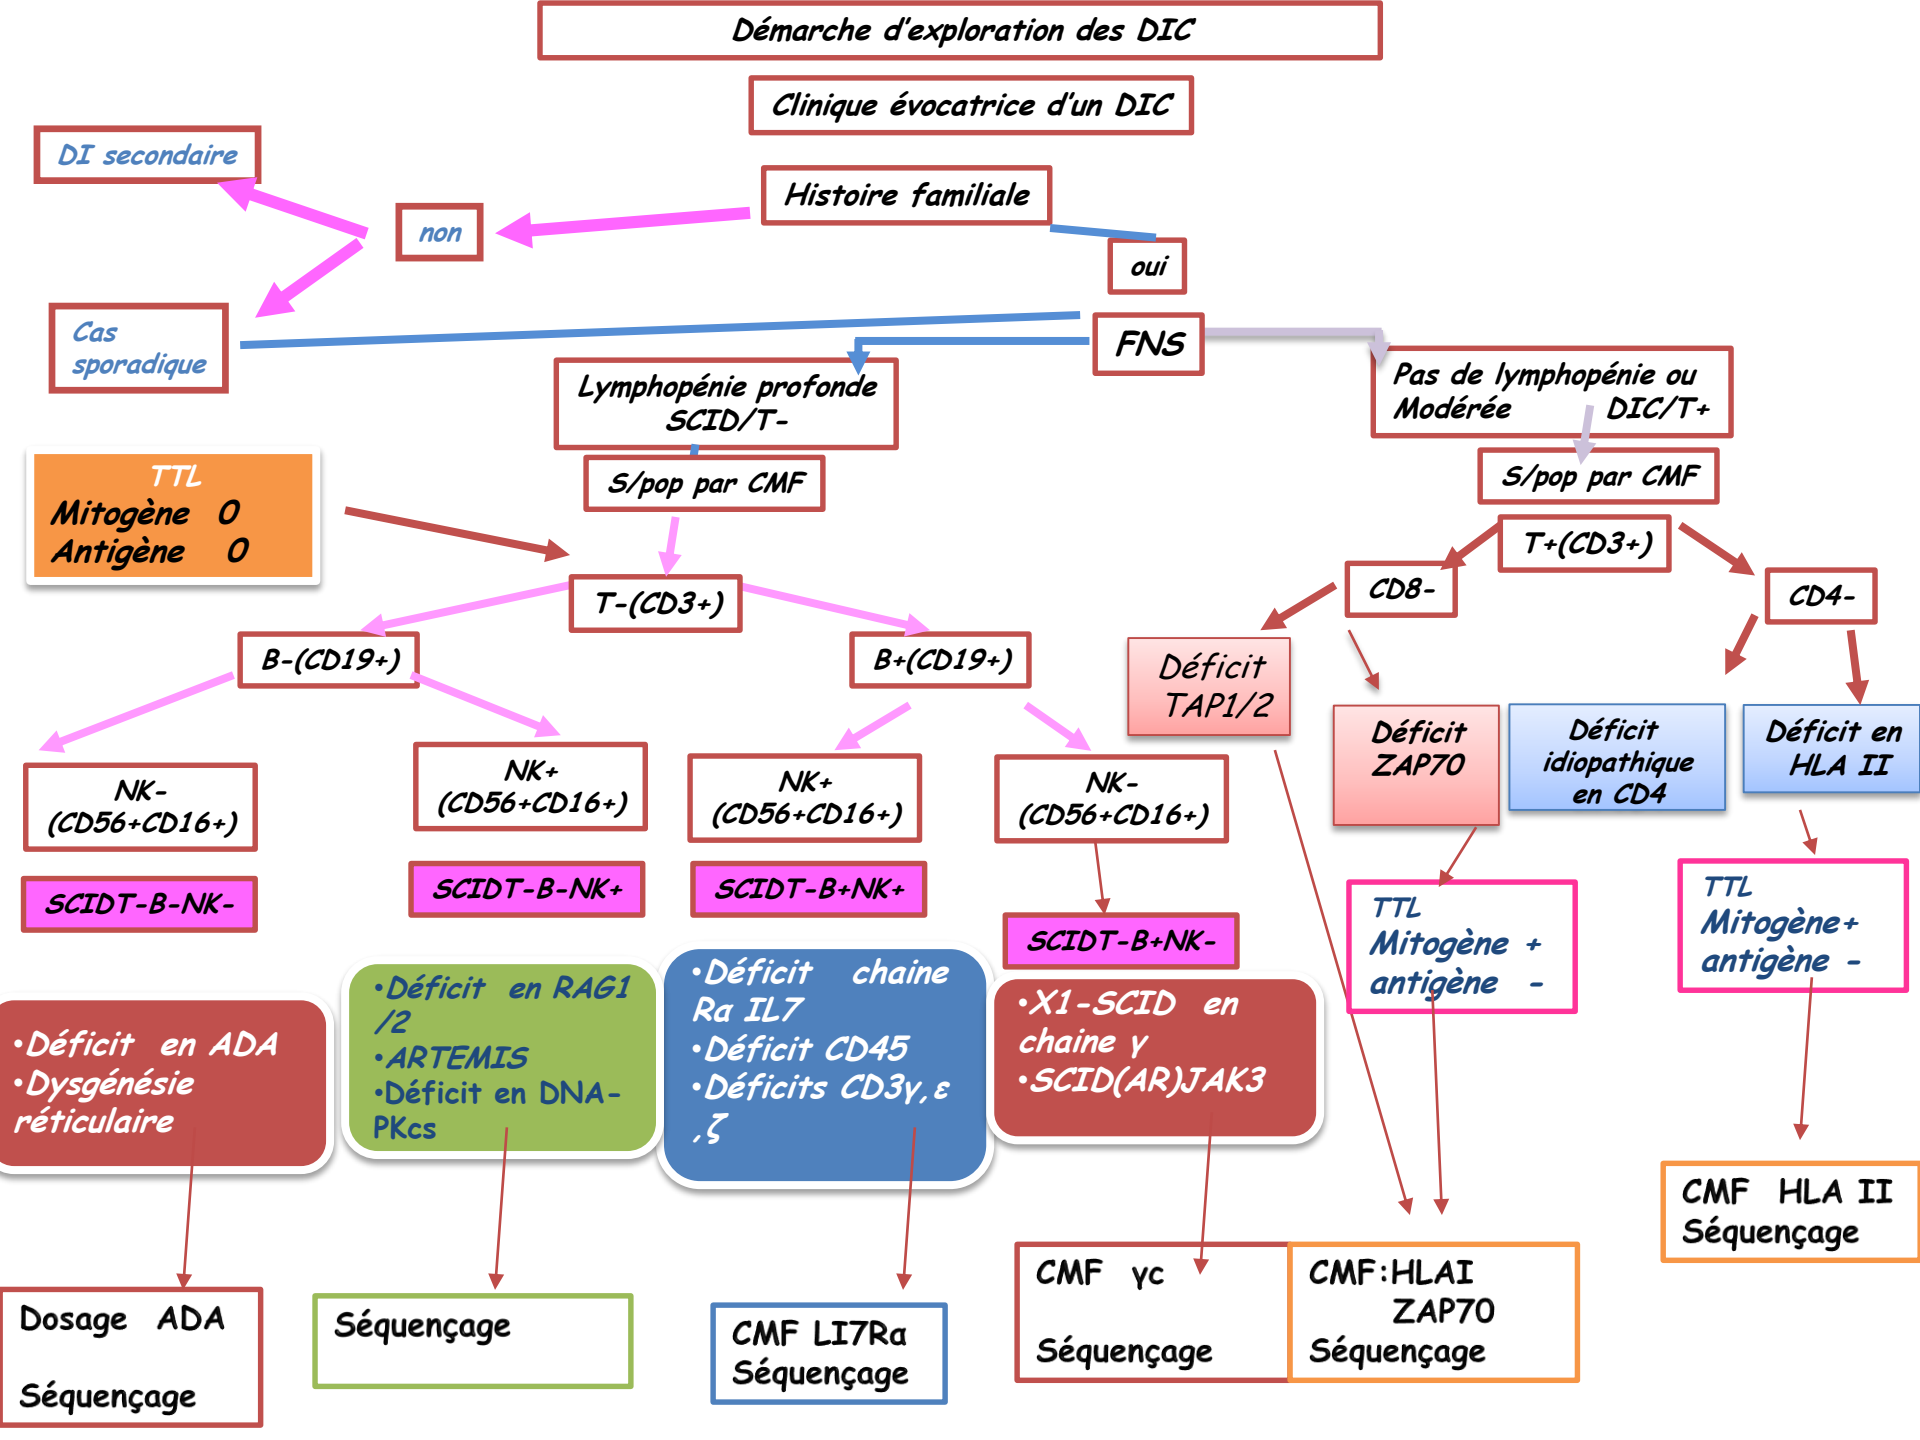 Démarche d'exploration des DIC
Clinique évocatrice d'un DIC
DI secondaire
Histoire familiale
non
oui
Cas
sporadique
FNS
Lymphopénie profonde
SCID/T-
Pas de lymphopénie ou
Modérée DIC/T+
TTL
Mitogène 0
Antigène 0
S/pop par CMF
S/pop par CMF
T+(CD3+)
T-(CD3+)
CD8-
CD4-
B-(CD19+)
B+(CD19+)
Déficit
TAP1/2
Déficit
ZAP70
Déficit
idiopathique
en CD4
Déficit en
HLA II
NK-
(CD56+CD16+)
NK+
(CD56+CD16+)
NK+
(CD56+CD16+)
NK-
(CD56+CD16+)
SCIDT-B-NK-
SCIDT-B-NK+
SCIDT-B+NK+
SCIDT-B+NK-
TTL
Mitogène +
antigène -
TTL
Mitogène+
antigène -
•Déficit en ADA
•Dysgénésie
réticulaire
•Déficit en RAG1
/2
•ARTEMIS
•Déficit en DNA-
PKcs
•Déficit chaine
Rα IL7
•Déficit CD45
•Déficits CD3γ,ε
,ζ
•X1-SCID en
chaine γ
•SCID(AR)JAK3
CMF HLA II
Séquençage
Dosage ADA
Séquençage
Séquençage
CMF LI7Rα
Séquençage
CMF γc
Séquençage
CMF:HLAI
ZAP70
Séquençage